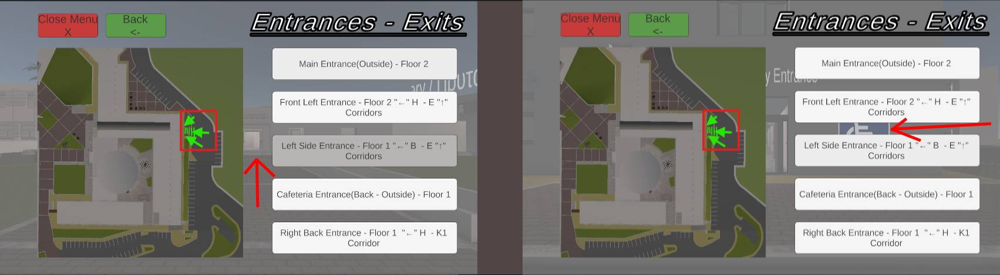 Close Menu
X
Back
<-
Entrances - Exits
Main Entrance(Outside) - Floor 2
Front Left Entrance - Floor 2 "←" H - E "↑"
Corridors
Left Side Entrance - Floor 1 "←" B - E "↑"
Corridors
Cafeteria Entrance(Back - Outside) - Floor 1
Right Back Entrance - Floor 1 "←" H - K1
Corridor
Close Menu
X
Back
<-
Entrances - Exits
Main Entrance(Outside) - Floor 2
Front Left Entrance - Floor 2 "←" H - E "↑"
Corridors
Left Side Entrance - Floor 1 "←" B - E "↑"
Corridors
Cafeteria Entrance(Back - Outside) - Floor 1
Right Back Entrance - Floor 1 "←" H - K1
Corridor